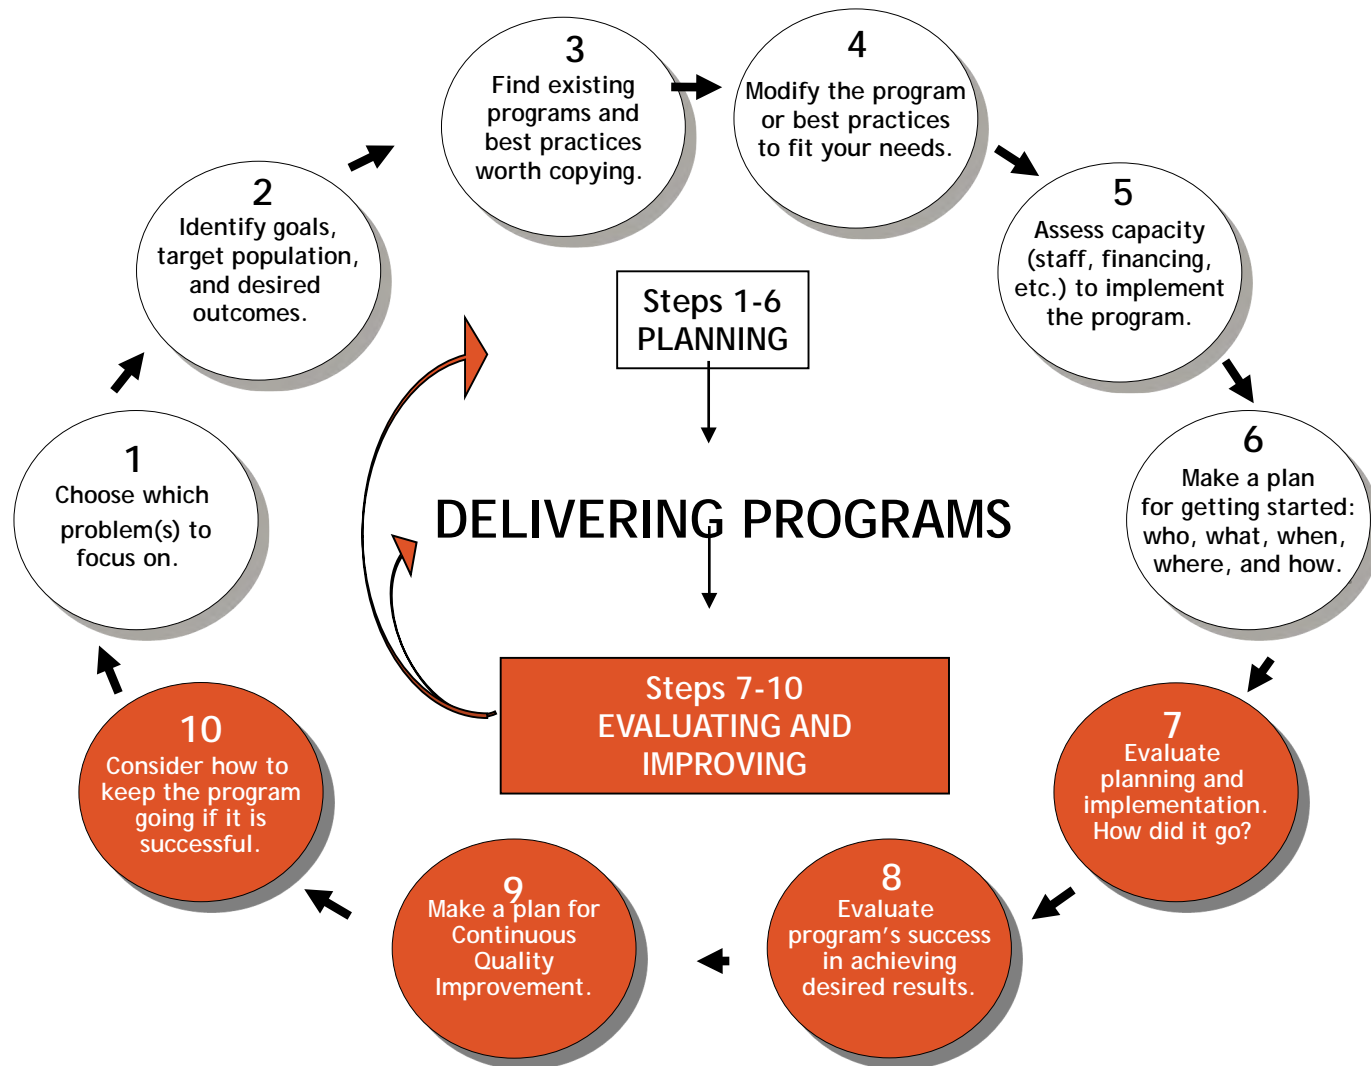 1
Choose which
problem(s) to
focus on.
2
Identify goals,
target population,
and desired
outcomes.
3
Find existing
programs and
best practices
worth copying.
4
Modify the program
or best practices
to fit your needs.
5
Assess capacity
(staff, financing,
etc.) to implement
the program.
6
Make a plan
for getting started:
who, what, when,
where, and how.
7
Evaluate
planning and
implementation.
How did it go?
8
Evaluate
program's success
in achieving
desired results.
9
Make a plan for
Continuous
Quality
Improvement.
10
Consider how to
keep the program
going if it is
successful.
Steps 1-6
PLANNING
DELIVERING PROGRAMS
Steps 7-10
EVALUATING AND
IMPROVING